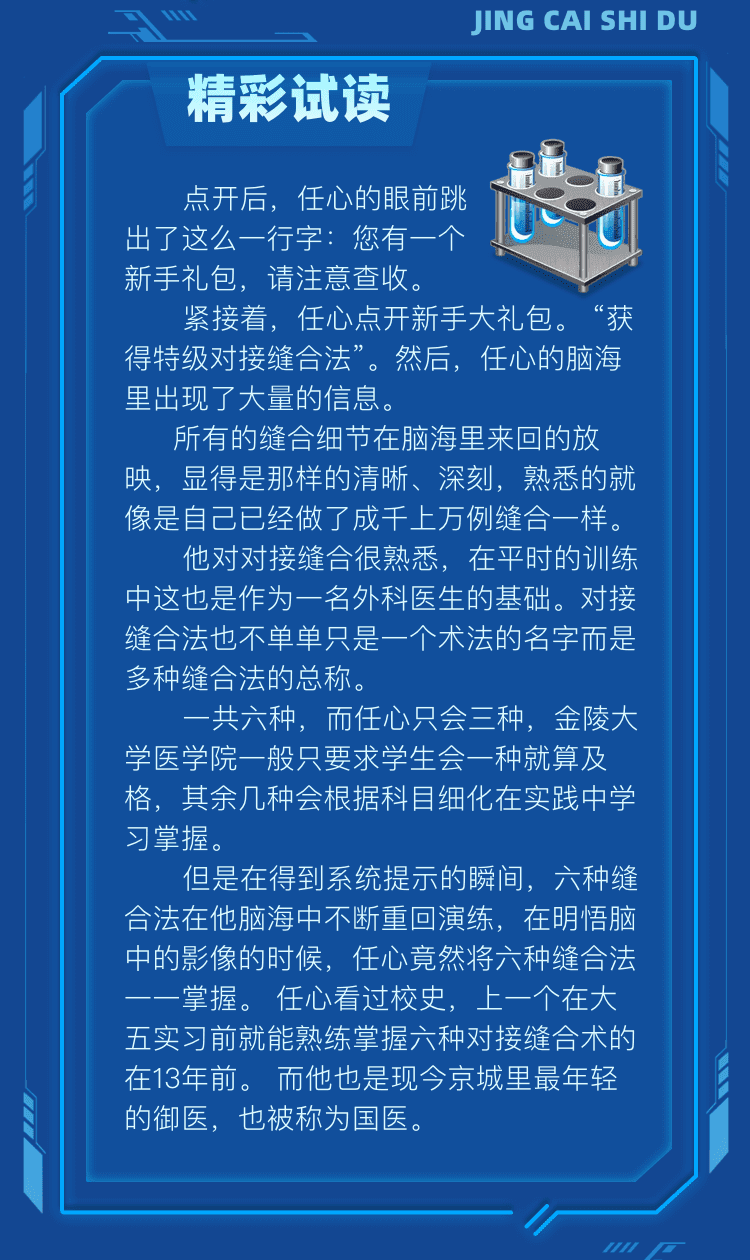 JING CAI SHI DU
精彩试读
点开后，任心的眼前跳
出了这么一行字：您有一个
新手礼包，请注意查收。
紧接着，任心点开新手大礼包。“获
得特级对接缝合法”。然后，任心的脑海
里出现了大量的信息。
所有的缝合细节在脑海里来回的放
映，显得是那样的清晰、深刻，熟悉的就
像是自己已经做了成千上万例缝合一样。
他对对接缝合很熟悉，在平时的训练
中这也是作为一名外科医生的基础。对接
缝合法也不单单只是一个术法的名字而是
多种缝合法的总称。
一共六种，而任心只会三种，金陵大
学医学院一般只要求学生会一种就算及
格，其余几种会根据科目细化在实践中学
习掌握。
但是在得到系统提示的瞬间，六种缝
合法在他脑海中不断重回演练，在明悟脑
中的影像的时候，任心竟然将六种缝合法
一一掌握。 任心看过校史，上一个在大
五实习前就能熟练掌握六种对接缝合术的
在13年前。 而他也是现今京城里最年轻
的御医，也被称为国医。